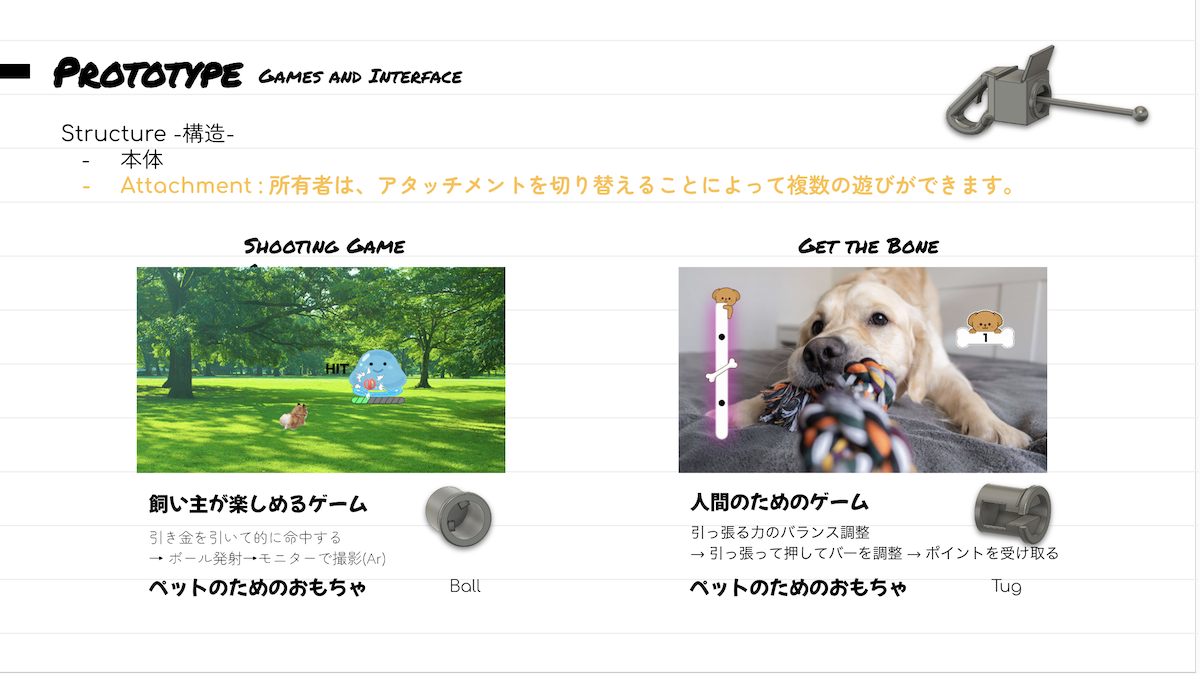 PROTOTYPE GAMES AND INTERFACE
Structure -構造-
- 本体
- Attachment : 所有者は、アタッチメントを切り替えることによって複数の遊びができます。
SHOOTING GAME
HIT
飼い主が楽しめるゲーム
引き金を引いて的に命中する
→ ボール発射→モニターで撮影(Ar)
ペットのためのおもちゃ
Ball
GET THE BONE
1
人間のためのゲーム
引っ張る力のバランス調整
→ 引っ張って押してバーを調整 → ポイントを受け取る
ペットのためのおもちゃ
Tug